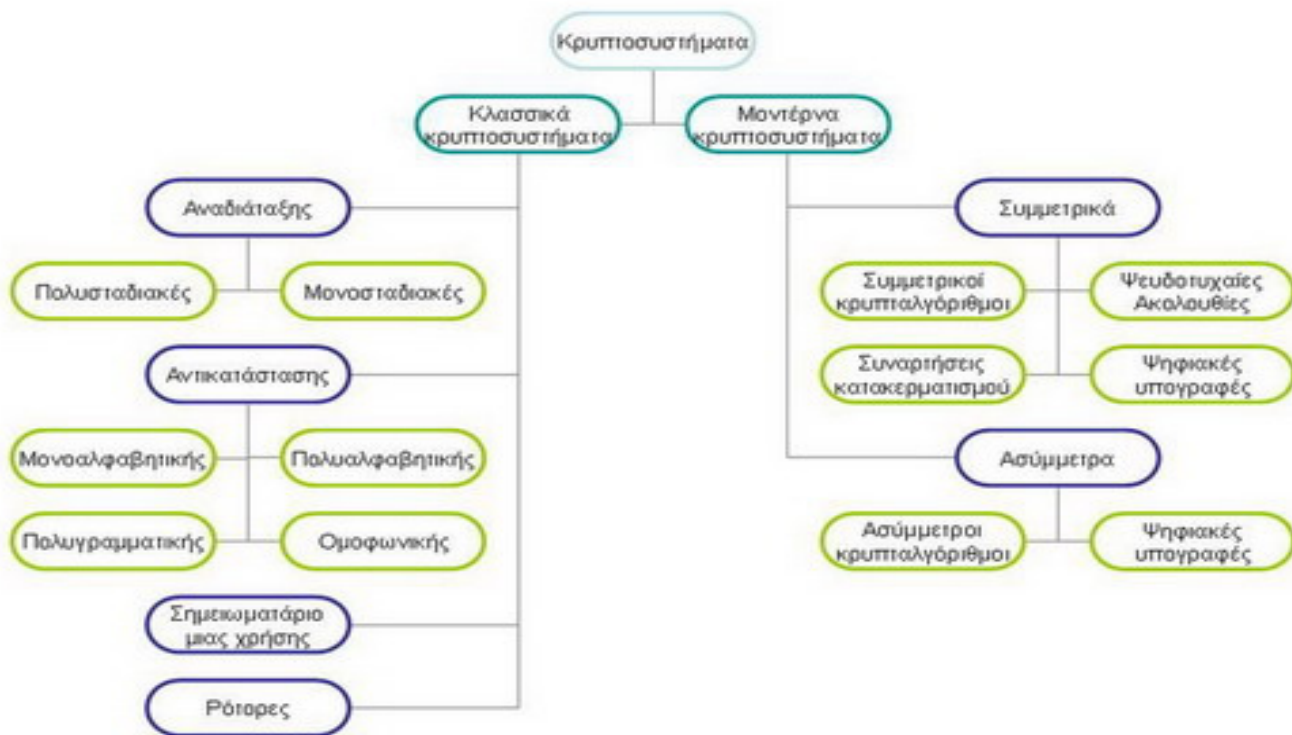 Κρυπτοσυστήματα
Κλασσικά
κρυπτοσυστήματα
Μοντέρνα
κρυπτοσυστήματα
Αναδιάταξης
Πολυσταδιακές
Μονοσταδιακές
Αντικατάστασης
Μονοαλφαβητικής
Πολυαλφαβητικής
Πολυγραμματικής
Ομοφωνικής
Σημειωματάριο
μιας χρήσης
Ρότορες
Συμμετρικά
Συμμετρικοί
κρυπταλγόριθμοι
Ψευδοτυχαίες
Ακολουθίες
Συναρτήσεις
κατακερματισμού
Ψηφιακές
υπογραφές
Ασύμμετρα
Ασύμμετροι
κρυπταλγόριθμοι
Ψηφιακές
υπογραφές